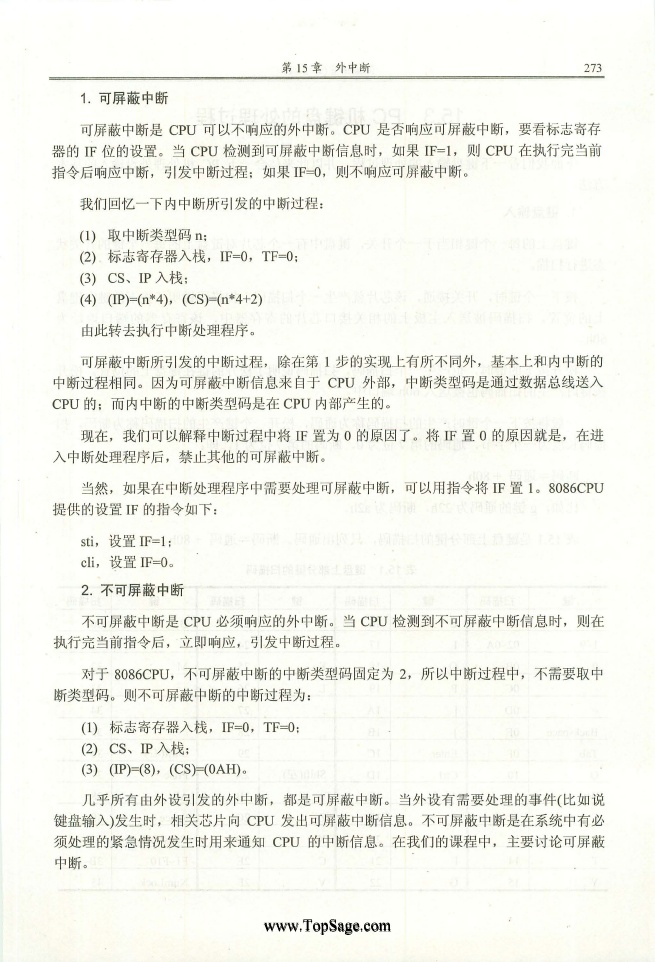 第 15 章　外中断
273
1. 可屏蔽中断
可屏蔽中断是 CPU 可以不响应的外中断。CPU 是否响应可屏蔽中断，要看标志寄存
器的 IF 位的设置。当 CPU 检测到可屏蔽中断信息时，如果 IF=1，则 CPU 在执行完当前
指令后响应中断，引发中断过程；如果 IF=0，则不响应可屏蔽中断。
我们回忆一下内中断所引发的中断过程：
(1) 取中断类型码 n；
(2) 标志寄存器入栈，IF=0，TF=0；
(3) CS、IP 入栈；
(4) (IP)=(n*4)，(CS)=(n*4+2)
由此转去执行中断处理程序。
可屏蔽中断所引发的中断过程，除在第 1 步的实现上有所不同外，基本上和内中断的
中断过程相同。因为可屏蔽中断信息来自于 CPU 外部，中断类型码是通过数据总线送入
CPU 的；而内中断的中断类型码是在 CPU 内部产生的。
现在，我们可以解释中断过程中将 IF 置为 0 的原因了。将 IF 置 0 的原因就是，在进
入中断处理程序后，禁止其他的可屏蔽中断。
当然，如果在中断处理程序中需要处理可屏蔽中断，可以用指令将 IF 置 1。8086CPU
提供的设置 IF 的指令如下：
sti，设置 IF=1；
cli，设置 IF=0。
2. 不可屏蔽中断
不可屏蔽中断是 CPU 必须响应的外中断。当 CPU 检测到不可屏蔽中断信息时，则在
执行完当前指令后，立即响应，引发中断过程。
对于 8086CPU，不可屏蔽中断的中断类型码固定为 2，所以中断过程中，不需要取中
断类型码。则不可屏蔽中断的中断过程为：
(1) 标志寄存器入栈，IF=0，TF=0；
(2) CS、IP 入栈；
(3) (IP)=(8)，(CS)=(0AH)。
几乎所有由外设引发的外中断，都是可屏蔽中断。当外设有需要处理的事件(比如说
键盘输入)发生时，相关芯片向 CPU 发出可屏蔽中断信息。不可屏蔽中断是在系统中有必
须处理的紧急情况发生时用来通知 CPU 的中断信息。在我们的课程中，主要讨论可屏蔽
中断。
www.TopSage.com